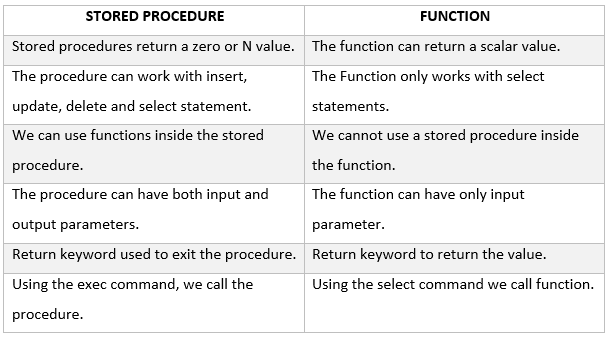 STORED PROCEDURE FUNCTION
Stored procedures return a zero or N value. The function can return a scalar value.
The procedure can work with insert, The Function only works with select
update, delete and select statement. statements.
We can use functions inside the stored We cannot use a stored procedure inside
procedure. the function.
The procedure can have both input and The function can have only input
output parameters. parameter.
Return keyword used to exit the procedure. Return keyword to return the value.
Using the exec command, we call the Using the select command we call function.
procedure.